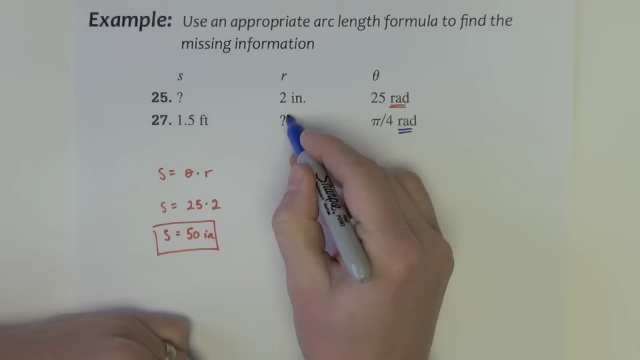 Example: Use an appropriate arc length formula to find the
missing information
s r θ
25. ? 2 in. 25 rad
27. 1.5 ft ? π/4 rad
S = θ · r
S = 25 · 2
S = 50 in
Sharpie